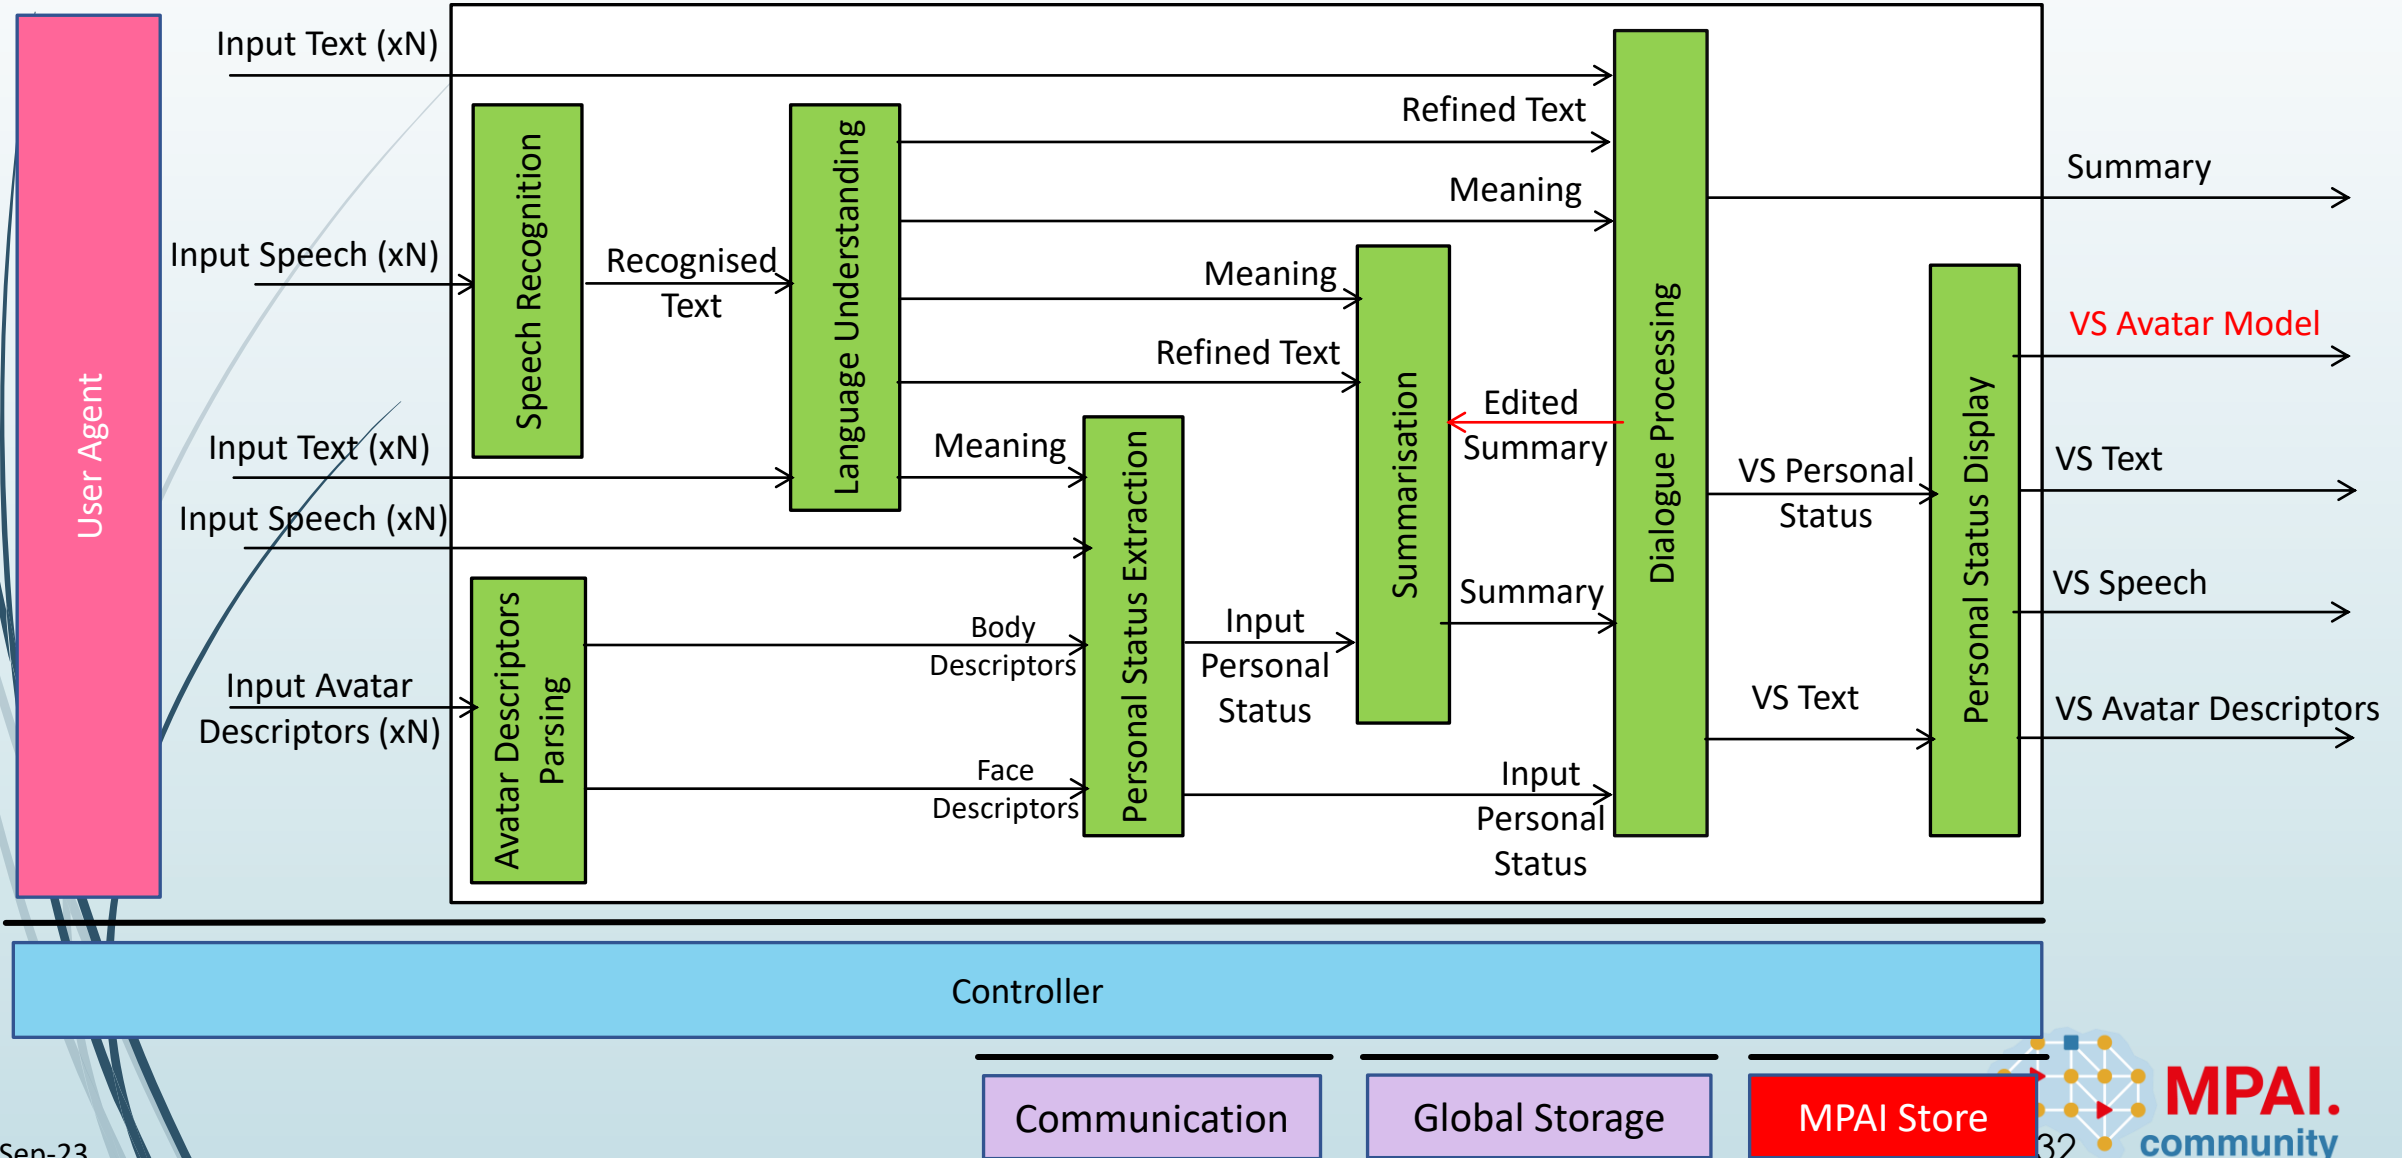 Input Text (xN)
Refined Text
Meaning
Summary
Speech Recognition
Language Understanding
Input Speech (xN)
Recognised
Text
Meaning
Refined Text
VS Avatar Model
User Agent
Edited
Summary
Summarisation
Dialogue Processing
Personal Status Display
Input Text (xN)
Meaning
VS Personal
Status
VS Text
Input Speech (xN)
Personal Status Extraction
VS Speech
Avatar Descriptors
Parsing
Body
Descriptors
Input
Personal
Status
Summary
Input Avatar
Descriptors (xN)
VS Text
VS Avatar Descriptors
Face
Descriptors
Input
Personal
Status
Controller
Communication
Global Storage
MPAI Store
MPAI.
community
Sep-23
32